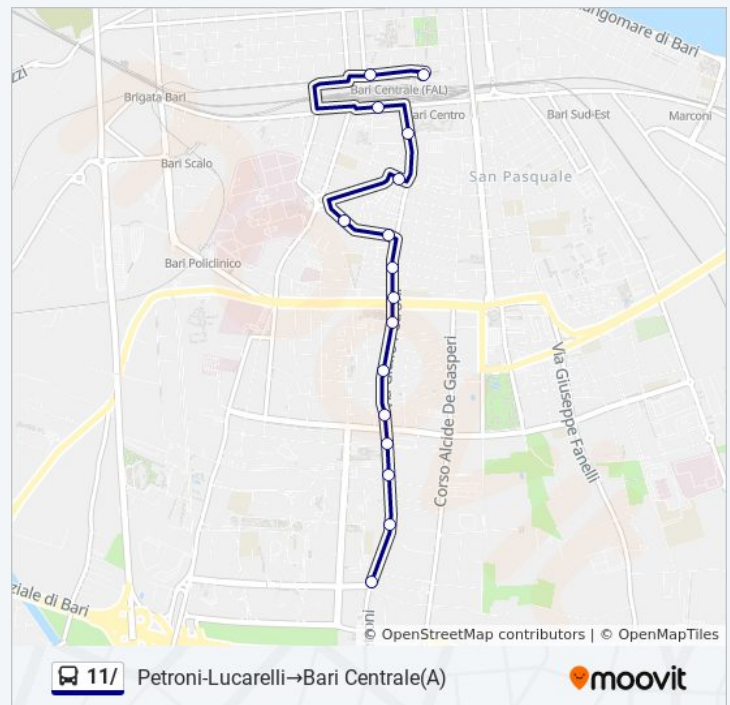 Lungomare di Bari
Bari Centrale (FAL)
Brigata Bari
Bari Centro
Bari Sud-Est
Marconi
Bari Scalo
San Pasquale
Bari Policlinico
Corso Alcide De Gasperi
Via Giuseppe Fanelli
ziale di Bari
oni
© OpenStreetMap contributors | © OpenMapTiles
11/ Petroni-Lucarelli→Bari Centrale(A)
moovit